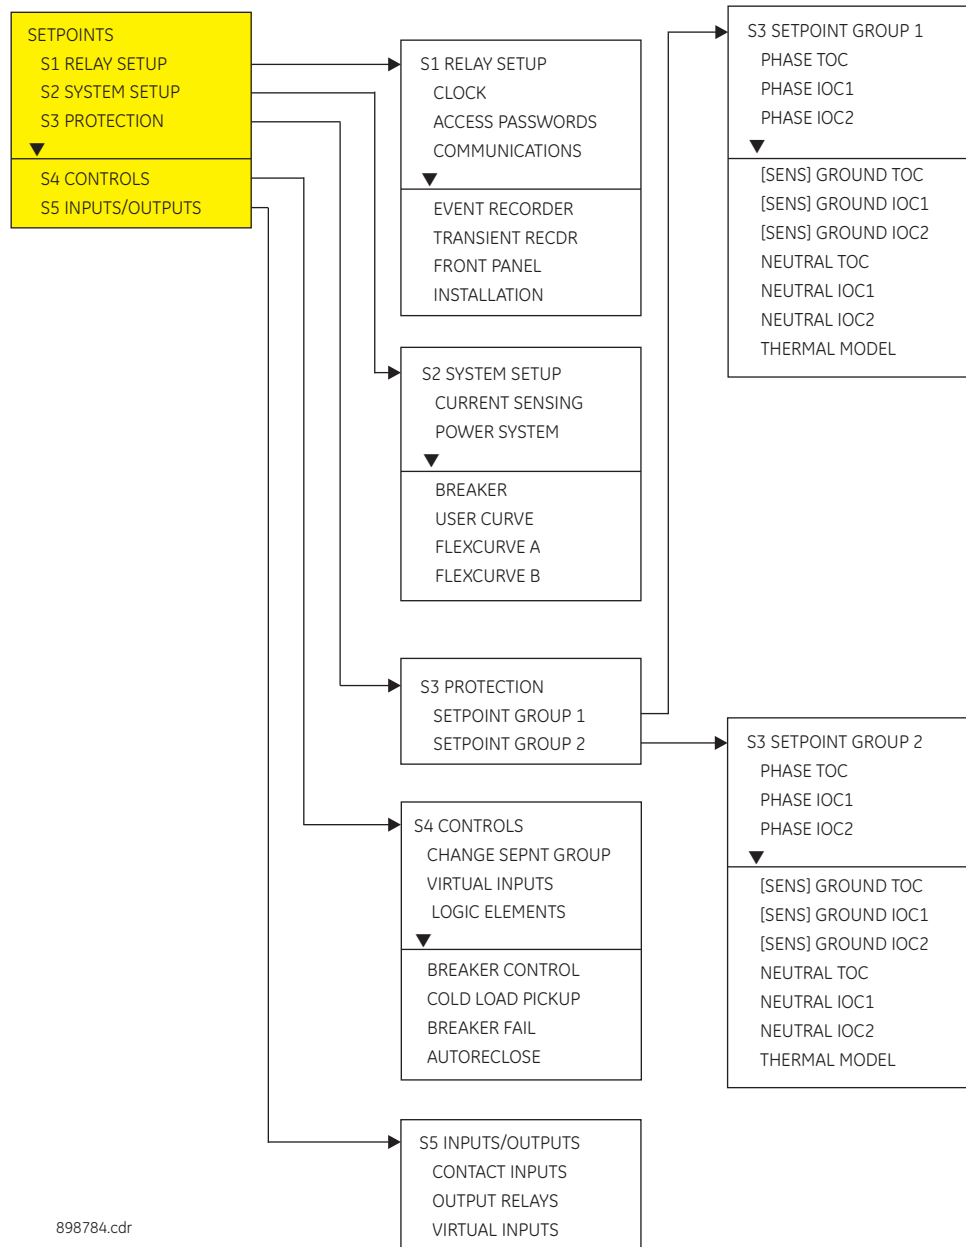 SETPOINTS
S1 RELAY SETUP
S2 SYSTEM SETUP
S3 PROTECTION
S4 CONTROLS
S5 INPUTS/OUTPUTS
S1 RELAY SETUP
CLOCK
ACCESS PASSWORDS
COMMUNICATIONS
EVENT RECORDER
TRANSIENT RECDR
FRONT PANEL
INSTALLATION
S2 SYSTEM SETUP
CURRENT SENSING
POWER SYSTEM
BREAKER
USER CURVE
FLEXCURVE A
FLEXCURVE B
S3 PROTECTION
SETPOINT GROUP 1
SETPOINT GROUP 2
S4 CONTROLS
CHANGE SEPNT GROUP
VIRTUAL INPUTS
LOGIC ELEMENTS
BREAKER CONTROL
COLD LOAD PICKUP
BREAKER FAIL
AUTORECLOSE
S5 INPUTS/OUTPUTS
CONTACT INPUTS
OUTPUT RELAYS
VIRTUAL INPUTS
S3 SETPOINT GROUP 1
PHASE TOC
PHASE IOC1
PHASE IOC2
[SENS] GROUND TOC
[SENS] GROUND IOC1
[SENS] GROUND IOC2
NEUTRAL TOC
NEUTRAL IOC1
NEUTRAL IOC2
THERMAL MODEL
S3 SETPOINT GROUP 2
PHASE TOC
PHASE IOC1
PHASE IOC2
[SENS] GROUND TOC
[SENS] GROUND IOC1
[SENS] GROUND IOC2
NEUTRAL TOC
NEUTRAL IOC1
NEUTRAL IOC2
THERMAL MODEL
898784.cdr